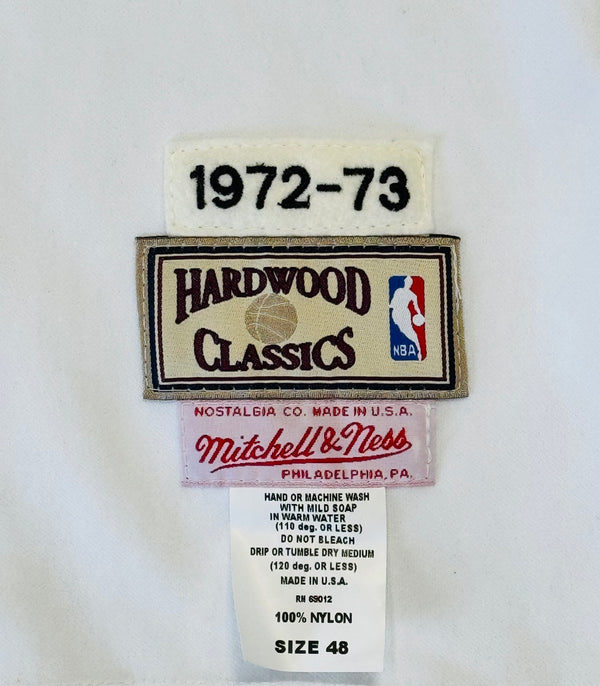 1972-73
HARDWOOD
CLASSICS
NBA
NOSTALGIA CO. MADE IN U.S.A.
Mitchell & Ness
PHILADELPHIA, PA.
HAND OR MACHINE WASH
WITH MILD SOAP
IN WARM WATER
(110 deg. OR LESS)
DO NOT BLEACH
DRIP OR TUMBLE DRY MEDIUM
(120 deg. OR LESS)
MADE IN U.S.A.
RN 69012
100% NYLON
SIZE 48